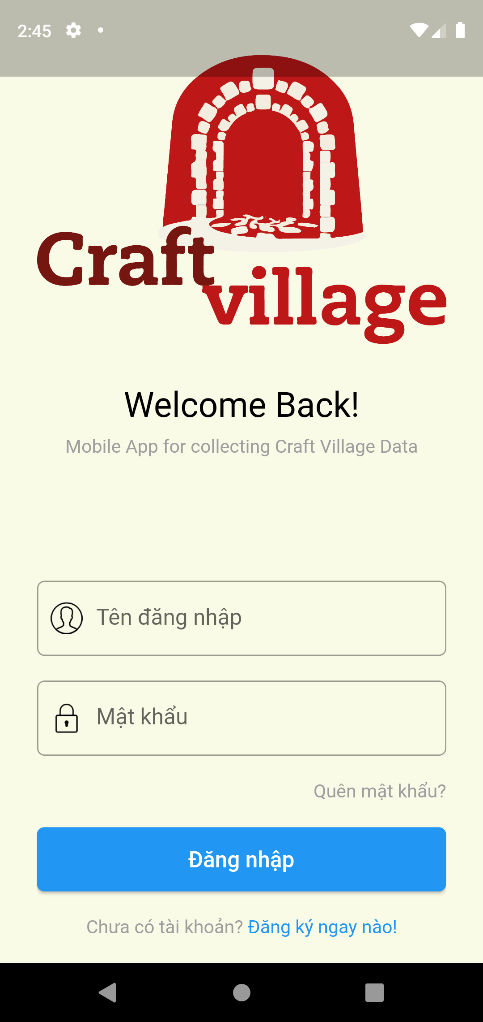 2:45
Craft
village
Welcome Back!
Mobile App for collecting Craft Village Data
Tên đăng nhập
Mật khẩu
Quên mật khẩu?
Đăng nhập
Chưa có tài khoản? Đăng ký ngay nào!